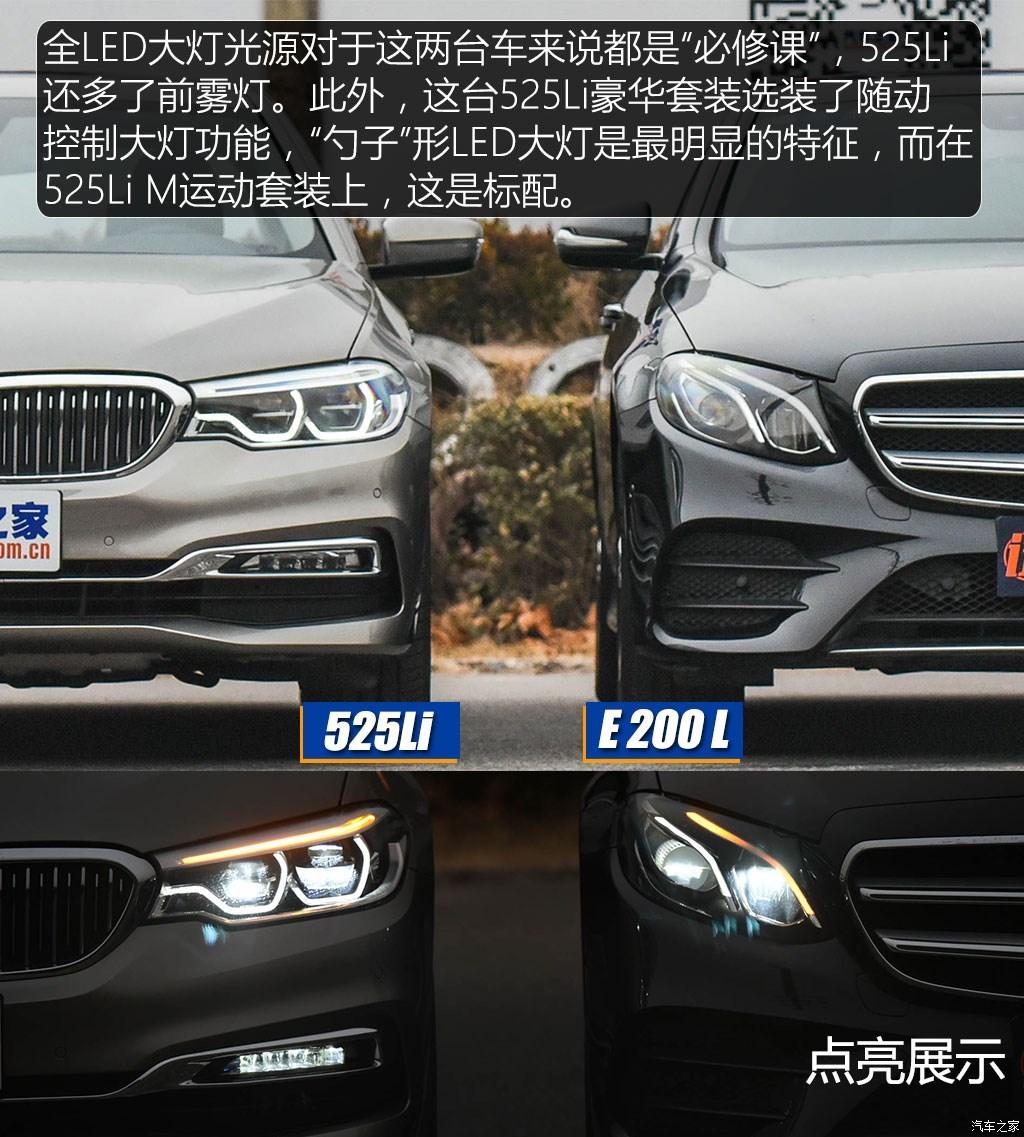 全LED大灯光源对于这两台车来说都是“必修课”，525Li
还多了前雾灯。此外，这台525Li豪华套装选装了随动
控制大灯功能，“勺子”形LED大灯是最明显的特征，而在
525Li M运动套装上，这是标配。
之家
om.cn
525Li
E 200 L
点亮展示
汽车之家